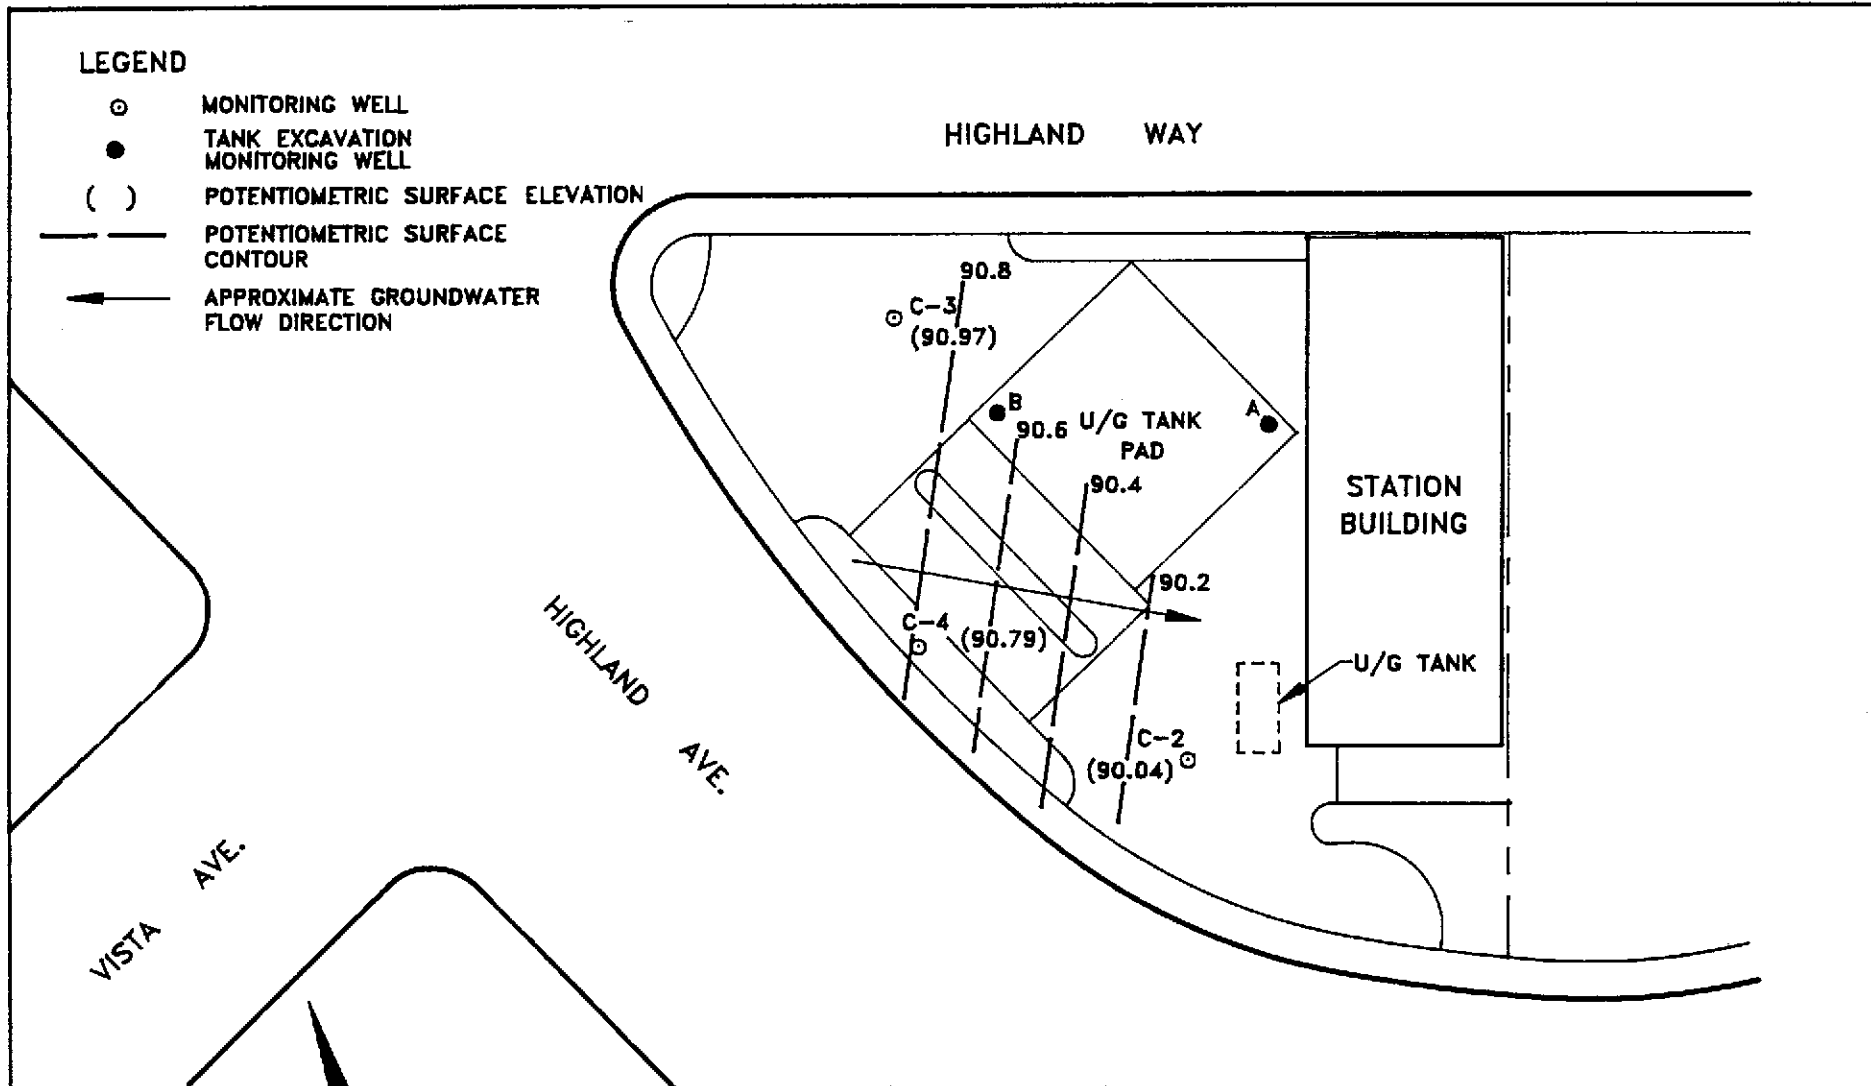 LEGEND
MONITORING WELL
TANK EXCAVATION
MONITORING WELL
( ) POTENTIOMETRIC SURFACE ELEVATION
POTENTIOMETRIC SURFACE
CONTOUR
APPROXIMATE GROUNDWATER
FLOW DIRECTION
HIGHLAND WAY
90.8
C-3
(90.97)
B
A
90.6
U/G TANK
PAD
90.4
STATION
BUILDING
90.2
C-4
(90.79)
U/G TANK
C-2
(90.04)
HIGHLAND AVE.
VISTA AVE.